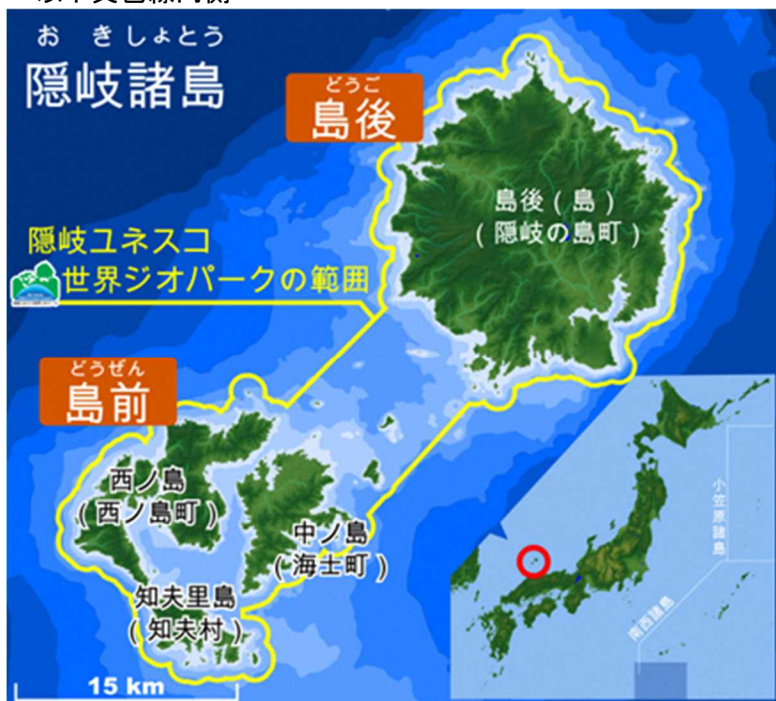 おきしょとう
隠岐諸島
どうご
島後
島後(島)
(隠岐の島町)
隠岐ユネスコ
世界ジオパークの範囲
どうぜん
島前
西ノ島
(西ノ島町)
中ノ島
(海士町)
知夫里島
(知夫村)
15 km
小笠原諸島
南西諸島